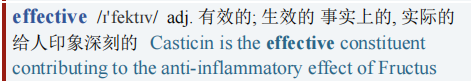 effective /ɪ'fektɪv/ adj. 有效的; 生效的 事实上的, 实际的
给人印象深刻的 Casticin is the effective constituent
contributing to the anti-inflammatory effect of Fructus